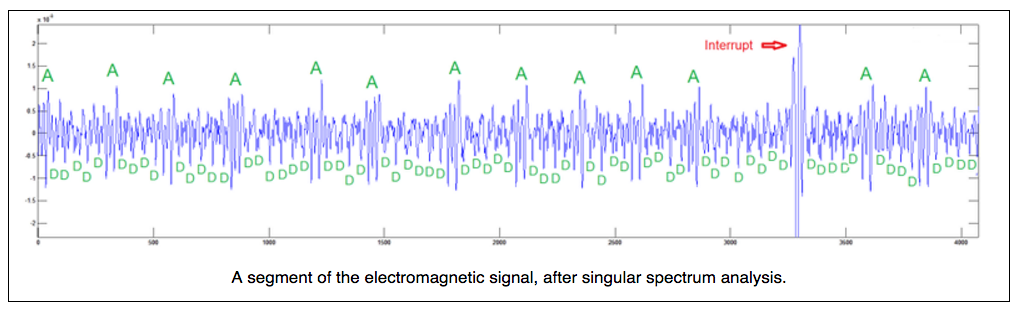 x 10
Interrupt
A A A A A A A A A A A A A
2
1.5
1
0.5
0
-0.5
-1
-1.5
-2
D D D D D D D D D D D D D D D D D D D D D D D D D D D D D D D D D D D D D D D D D D D D D D D D D D D D D D D D D D D D D D D D D D
0 500 1000 1500 2000 2500 3000 3500 4000
A segment of the electromagnetic signal, after singular spectrum analysis.